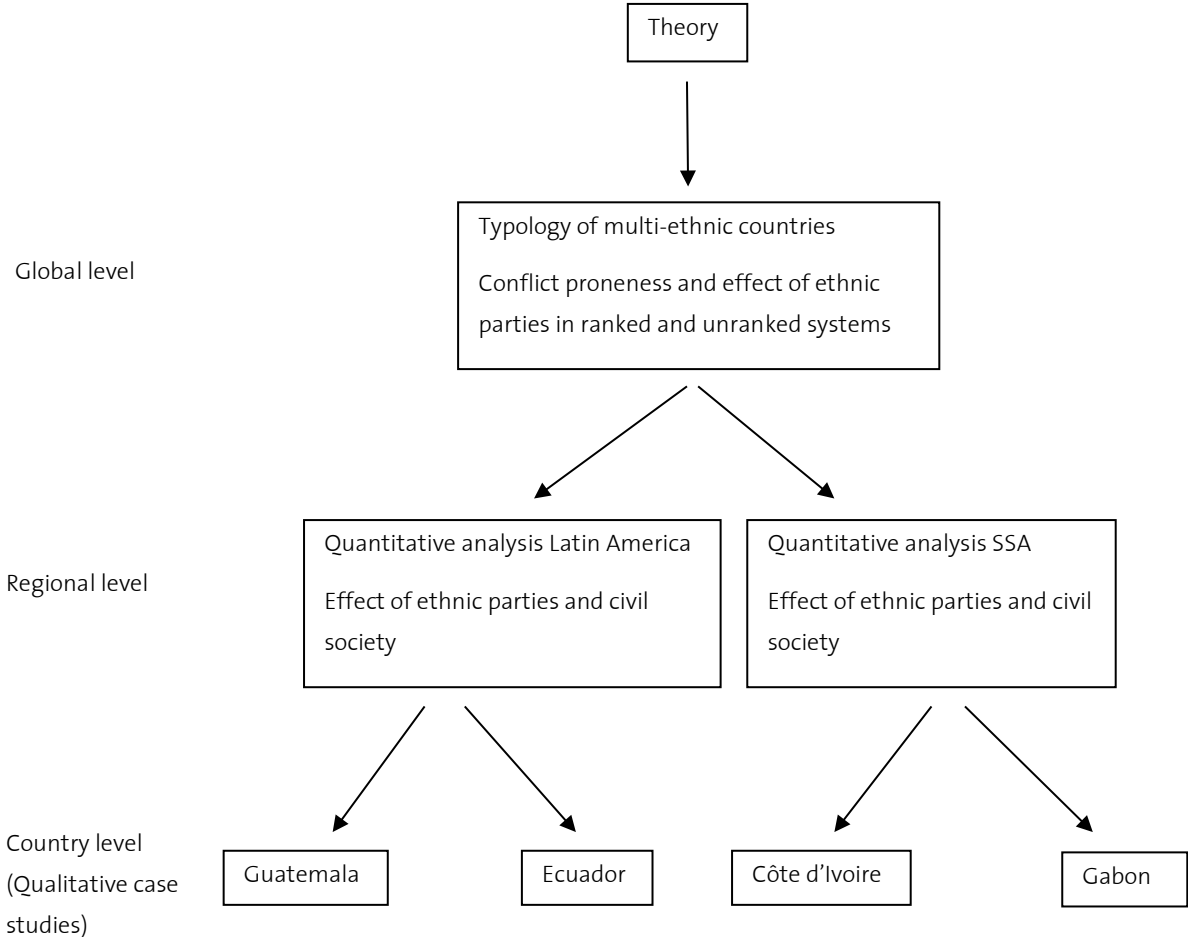 Theory
Global level
Typology of multi-ethnic countries
Conflict proneness and effect of ethnic
parties in ranked and unranked systems
Regional level
Quantitative analysis Latin America
Effect of ethnic parties and civil
society
Quantitative analysis SSA
Effect of ethnic parties and civil
society
Country level
(Qualitative case
studies)
Guatemala
Ecuador
Côte d’Ivoire
Gabon